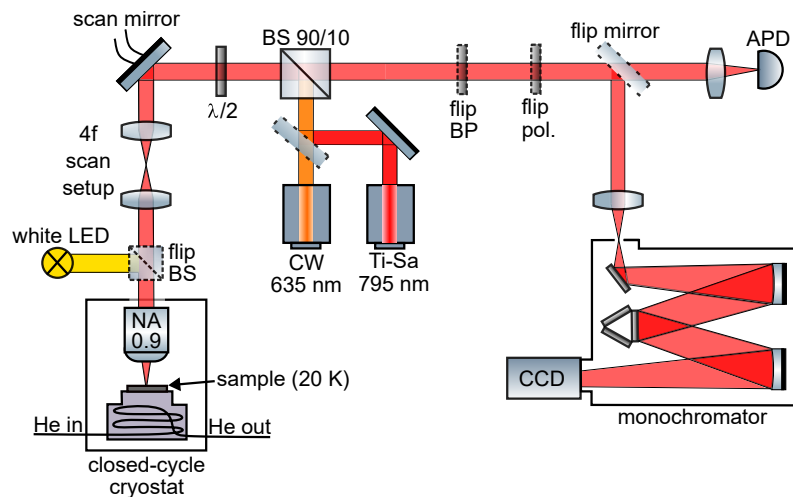 scan mirror
BS 90/10
flip mirror
APD
λ/2
flip
BP
flip
pol.
4f
scan
setup
white LED
flip
BS
CW
635 nm
Ti-Sa
795 nm
NA
0.9
sample (20 K)
He in
He out
closed-cycle
cryostat
CCD
monochromator